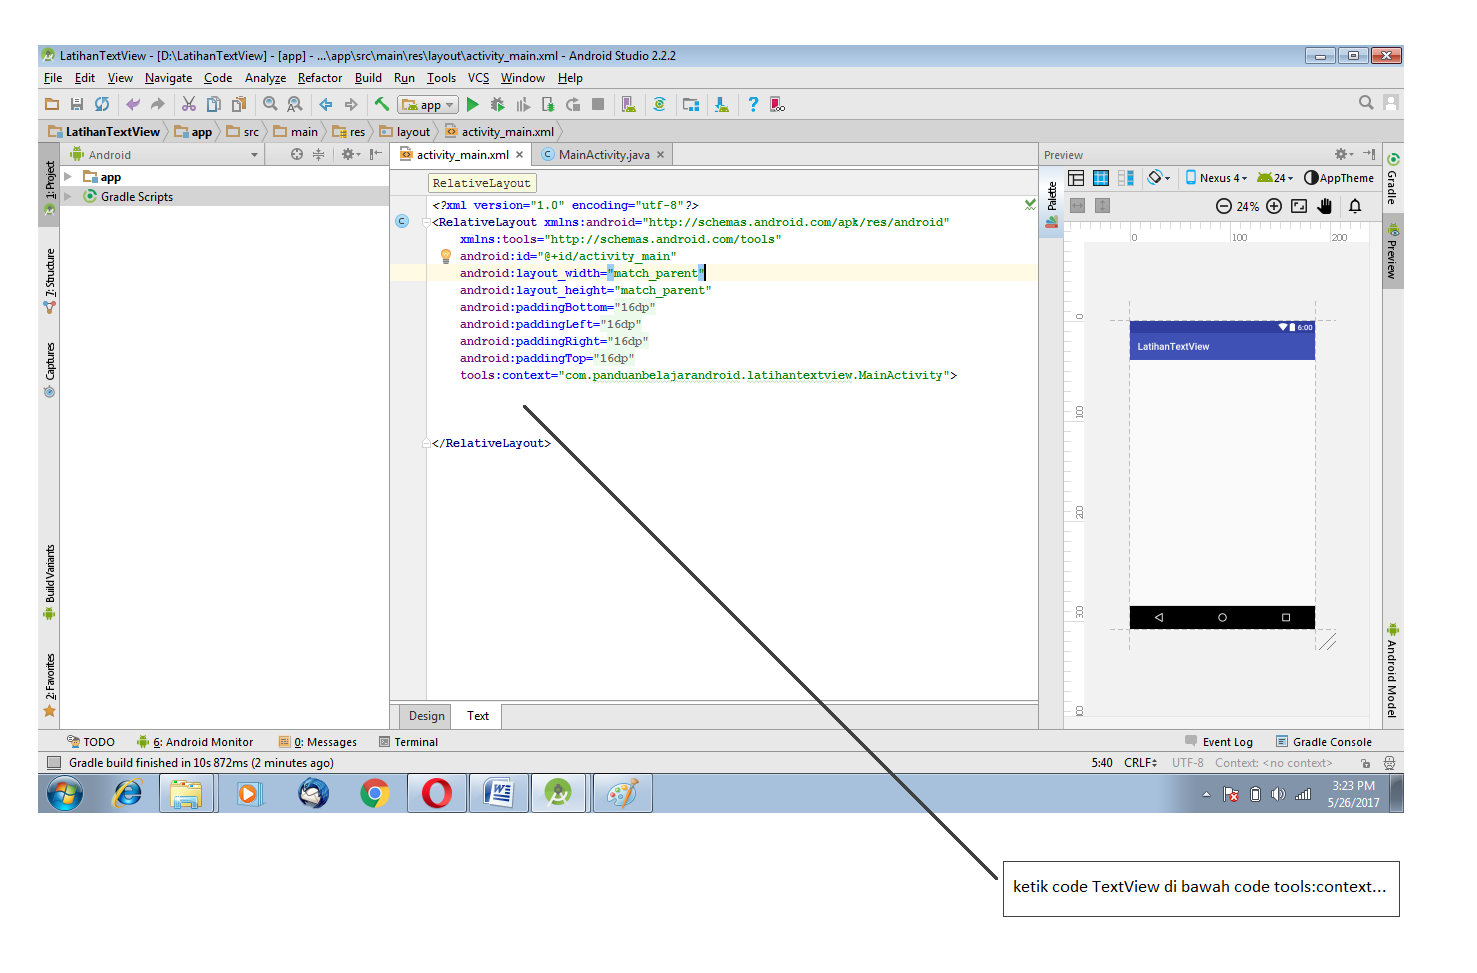 LatihanTextView - [D:\LatihanTextView] - [app] - ...\app\src\main\res\layout\activity_main.xml - Android Studio 2.2.2
File Edit View Navigate Code Analyze Refactor Build Run Tools VCS Window Help
app
LatihanTextView app src main res layout activity_main.xml
Android
activity_main.xml MainActivity.java
Preview
1: Project
7: Structure
Captures
Build Variants
2: Favorites
app
Gradle Scripts
RelativeLayout
<?xml version="1.0" encoding="utf-8"?>
<RelativeLayout xmlns:android="http://schemas.android.com/apk/res/android"
xmlns:tools="http://schemas.android.com/tools"
android:id="@+id/activity_main"
android:layout_width="match_parent"
android:layout_height="match_parent"
android:paddingBottom="16dp"
android:paddingLeft="16dp"
android:paddingRight="16dp"
android:paddingTop="16dp"
tools:context="com.panduanbelajarandroid.latihantextview.MainActivity">
</RelativeLayout>
Design Text
Palette
Nexus 4 24 AppTheme
24%
0 100 200
0
100
200
300
6:00
LatihanTextView
Gradle
Preview
Android Model
TODO 6: Android Monitor 0: Messages Terminal Event Log Gradle Console
Gradle build finished in 10s 872ms (2 minutes ago) 5:40 CRLF UTF-8 Context: <no context>
3:23 PM
5/26/2017
ketik code TextView di bawah code tools:context...